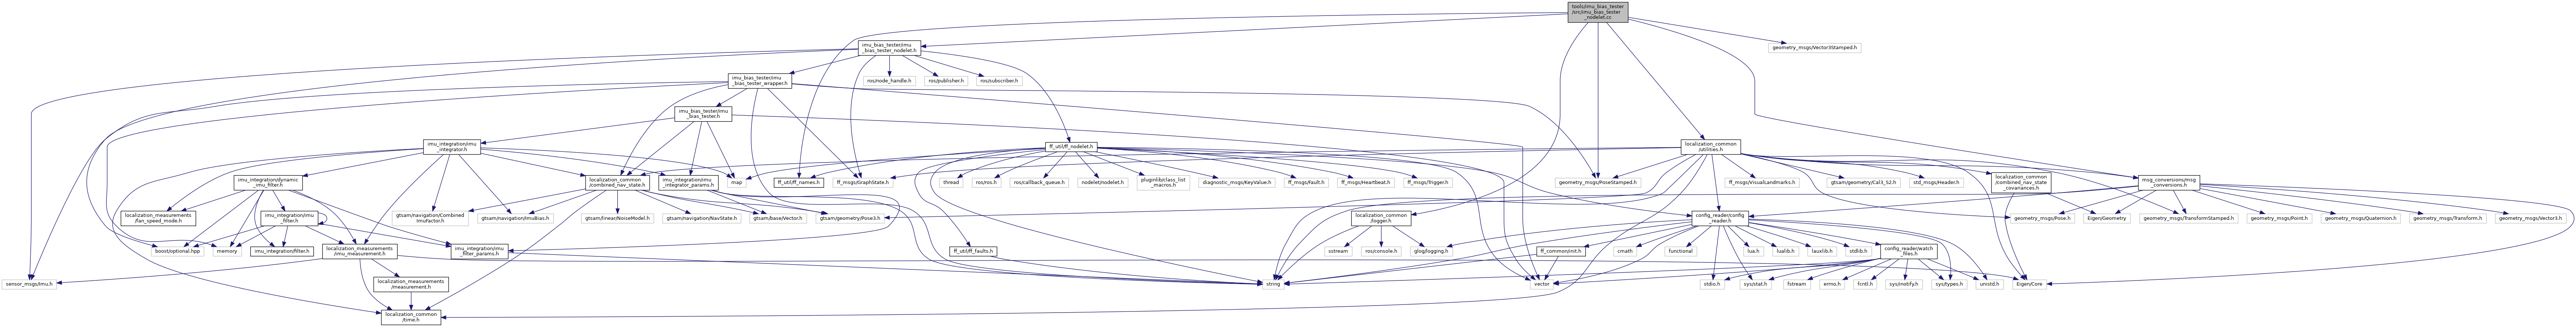 tools/imu_bias_tester
/src/imu_bias_tester
_nodelet.cc
imu_bias_tester/imu
_bias_tester_nodelet.h
geometry_msgs/Vector3Stamped.h
imu_bias_tester/imu
_bias_tester_wrapper.h
ros/node_handle.h
ros/publisher.h
ros/subscriber.h
imu_bias_tester/imu
_bias_tester.h
imu_integration/imu
_integrator.h
ff_util/ff_nodelet.h
localization_common
/utilities.h
imu_integration/dynamic
_imu_filter.h
localization_common
/combined_nav_state.h
imu_integration/imu
_integrator_params.h
map
ff_util/ff_names.h
ff_msgs/GraphState.h
thread
ros/ros.h
ros/callback_queue.h
nodelet/nodelet.h
pluginlib/class_list
_macros.h
diagnostic_msgs/KeyValue.h
ff_msgs/Fault.h
ff_msgs/Heartbeat.h
ff_msgs/Trigger.h
geometry_msgs/PoseStamped.h
ff_msgs/VisualLandmarks.h
gtsam/geometry/Cal3_S2.h
std_msgs/Header.h
localization_common
/combined_nav_state
_covariances.h
msg_conversions/msg
_conversions.h
localization_measurements
/fan_speed_mode.h
imu_integration/imu
_filter.h
gtsam/navigation/Combined
ImuFactor.h
gtsam/navigation/ImuBias.h
gtsam/linear/NoiseModel.h
gtsam/navigation/NavState.h
gtsam/base/Vector.h
gtsam/geometry/Pose3.h
localization_common
/logger.h
config_reader/config
_reader.h
geometry_msgs/Pose.h
Eigen/Geometry
geometry_msgs/TransformStamped.h
geometry_msgs/Point.h
geometry_msgs/Quaternion.h
geometry_msgs/Transform.h
geometry_msgs/Vector3.h
boost/optional.hpp
memory
imu_integration/filter.h
localization_measurements
/imu_measurement.h
imu_integration/imu
_filter_params.h
ff_util/ff_faults.h
sstream
ros/console.h
glog/logging.h
ff_common/init.h
cmath
functional
lua.h
lualib.h
lauxlib.h
stdlib.h
config_reader/watch
_files.h
sensor_msgs/Imu.h
localization_measurements
/measurement.h
string
vector
stdio.h
sys/stat.h
fstream
errno.h
fcntl.h
sys/inotify.h
sys/types.h
unistd.h
Eigen/Core
localization_common
/time.h